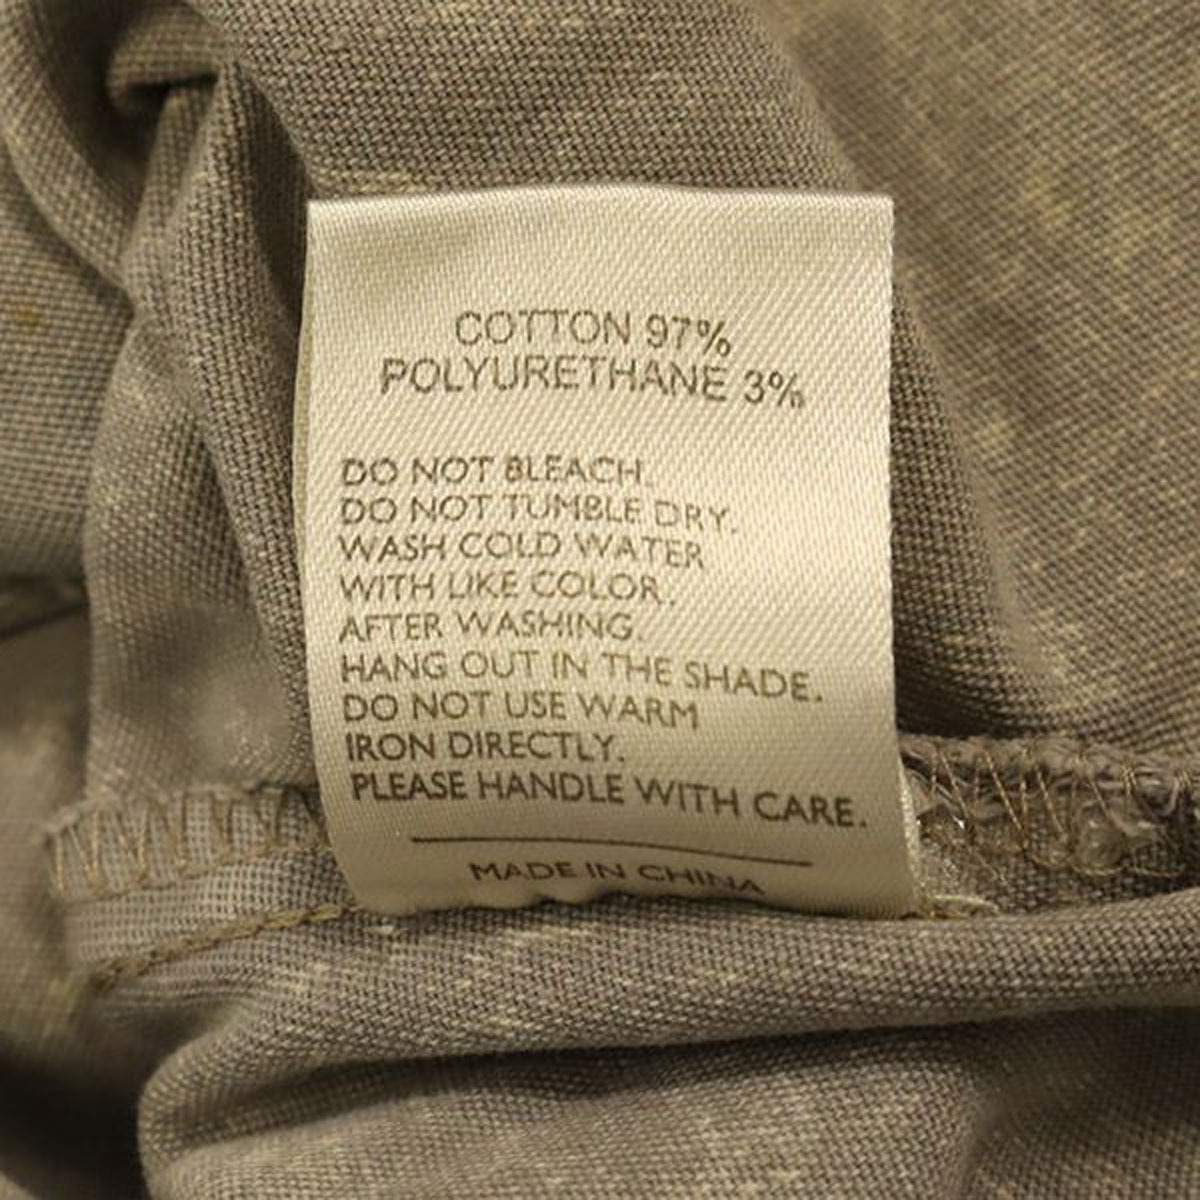 COTTON 97%
POLYURETHANE 3%
DO NOT BLEACH.
DO NOT TUMBLE DRY.
WASH COLD WATER
WITH LIKE COLOR.
AFTER WASHING.
HANG OUT IN THE SHADE.
DO NOT USE WARM
IRON DIRECTLY.
PLEASE HANDLE WITH CARE.
MADE IN CHINA